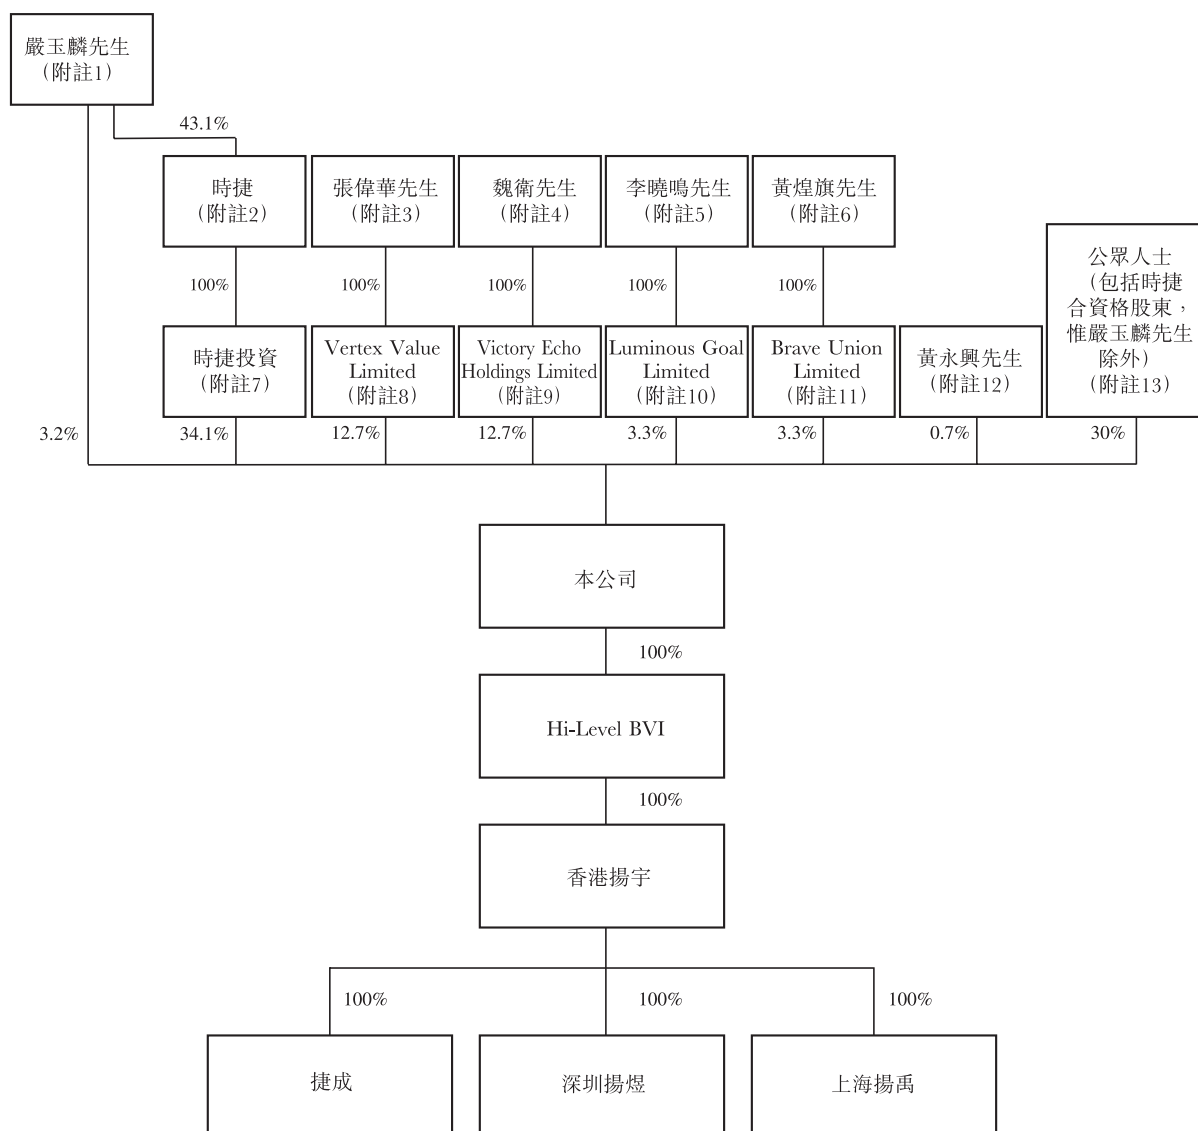 嚴玉麟先生
（附註1）
43.1%
時捷
（附註2）
張偉華先生
（附註3）
魏衛先生
（附註4）
李曉鳴先生
（附註5）
黃煌旗先生
（附註6）
100%
100%
100%
100%
100%
時捷投資
（附註7）
Vertex Value
Limited
（附註8）
Victory Echo
Holdings Limited
（附註9）
Luminous Goal
Limited
（附註10）
Brave Union
Limited
（附註11）
黃永興先生
（附註12）
公眾人士
（包括時捷
合資格股東，
惟嚴玉麟先生
除外）
（附註13）
3.2%
34.1%
12.7%
12.7%
3.3%
3.3%
0.7%
30%
本公司
100%
Hi-Level BVI
100%
香港揚宇
100%
100%
100%
捷成
深圳揚煜
上海揚禹